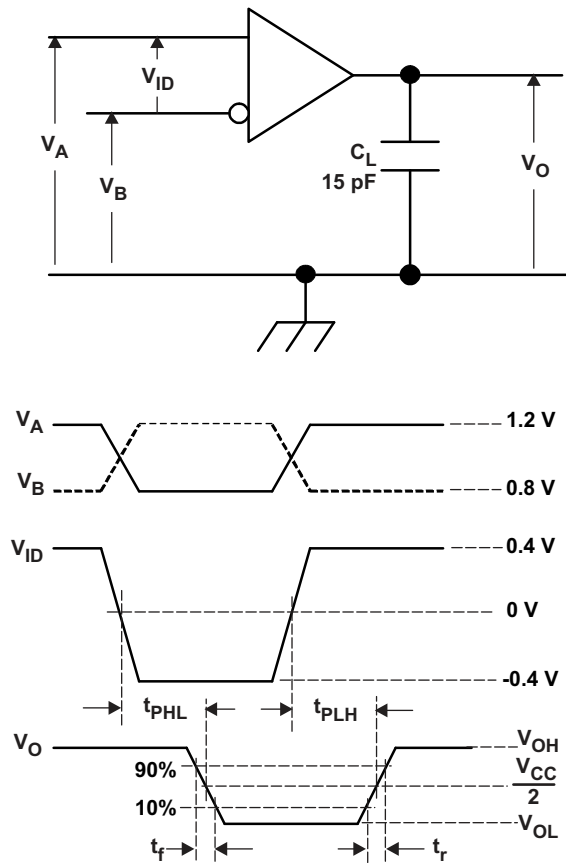 V_ID
V_A
V_B
C_L
15 pF
V_O
V_A
1.2 V
V_B
0.8 V
V_ID
0.4 V
0 V
-0.4 V
t_PHL
t_PLH
V_O
V_OH
90%
V_CC
2
10%
V_OL
t_f
t_r